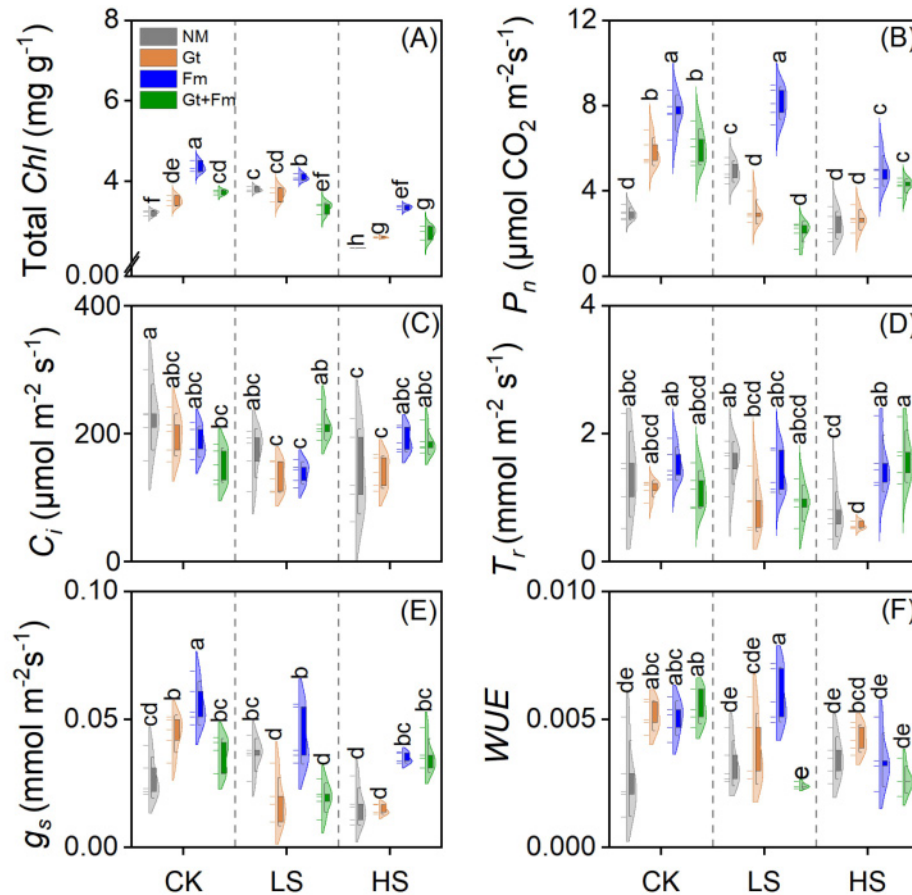 (A)
NM
Gt
Fm
Gt+Fm
Total Chl (mg g⁻¹)
8
4
0.00
f de a cd
c cd b ef
h g ef g
(B)
Pn (μmol CO₂ m⁻²s⁻¹)
12
8
4
0
d b a b
c d a d
d d c c
(C)
Ci (μmol m⁻² s⁻¹)
400
200
0
a abc abc bc
abc c c ab
c c abc abc
(D)
Tr (mmol m⁻² s⁻¹)
4
2
0
abc abcd ab abcd
ab bcd ab abcd
cd d ab a
(E)
gs (mmol m⁻²s⁻¹)
0.10
0.05
0.00
cd b a bc
bc d b d
d d bc bc
CK LS HS
(F)
WUE
0.010
0.005
0.000
de abc abc ab
de cde a e
de bcd de de
CK LS HS